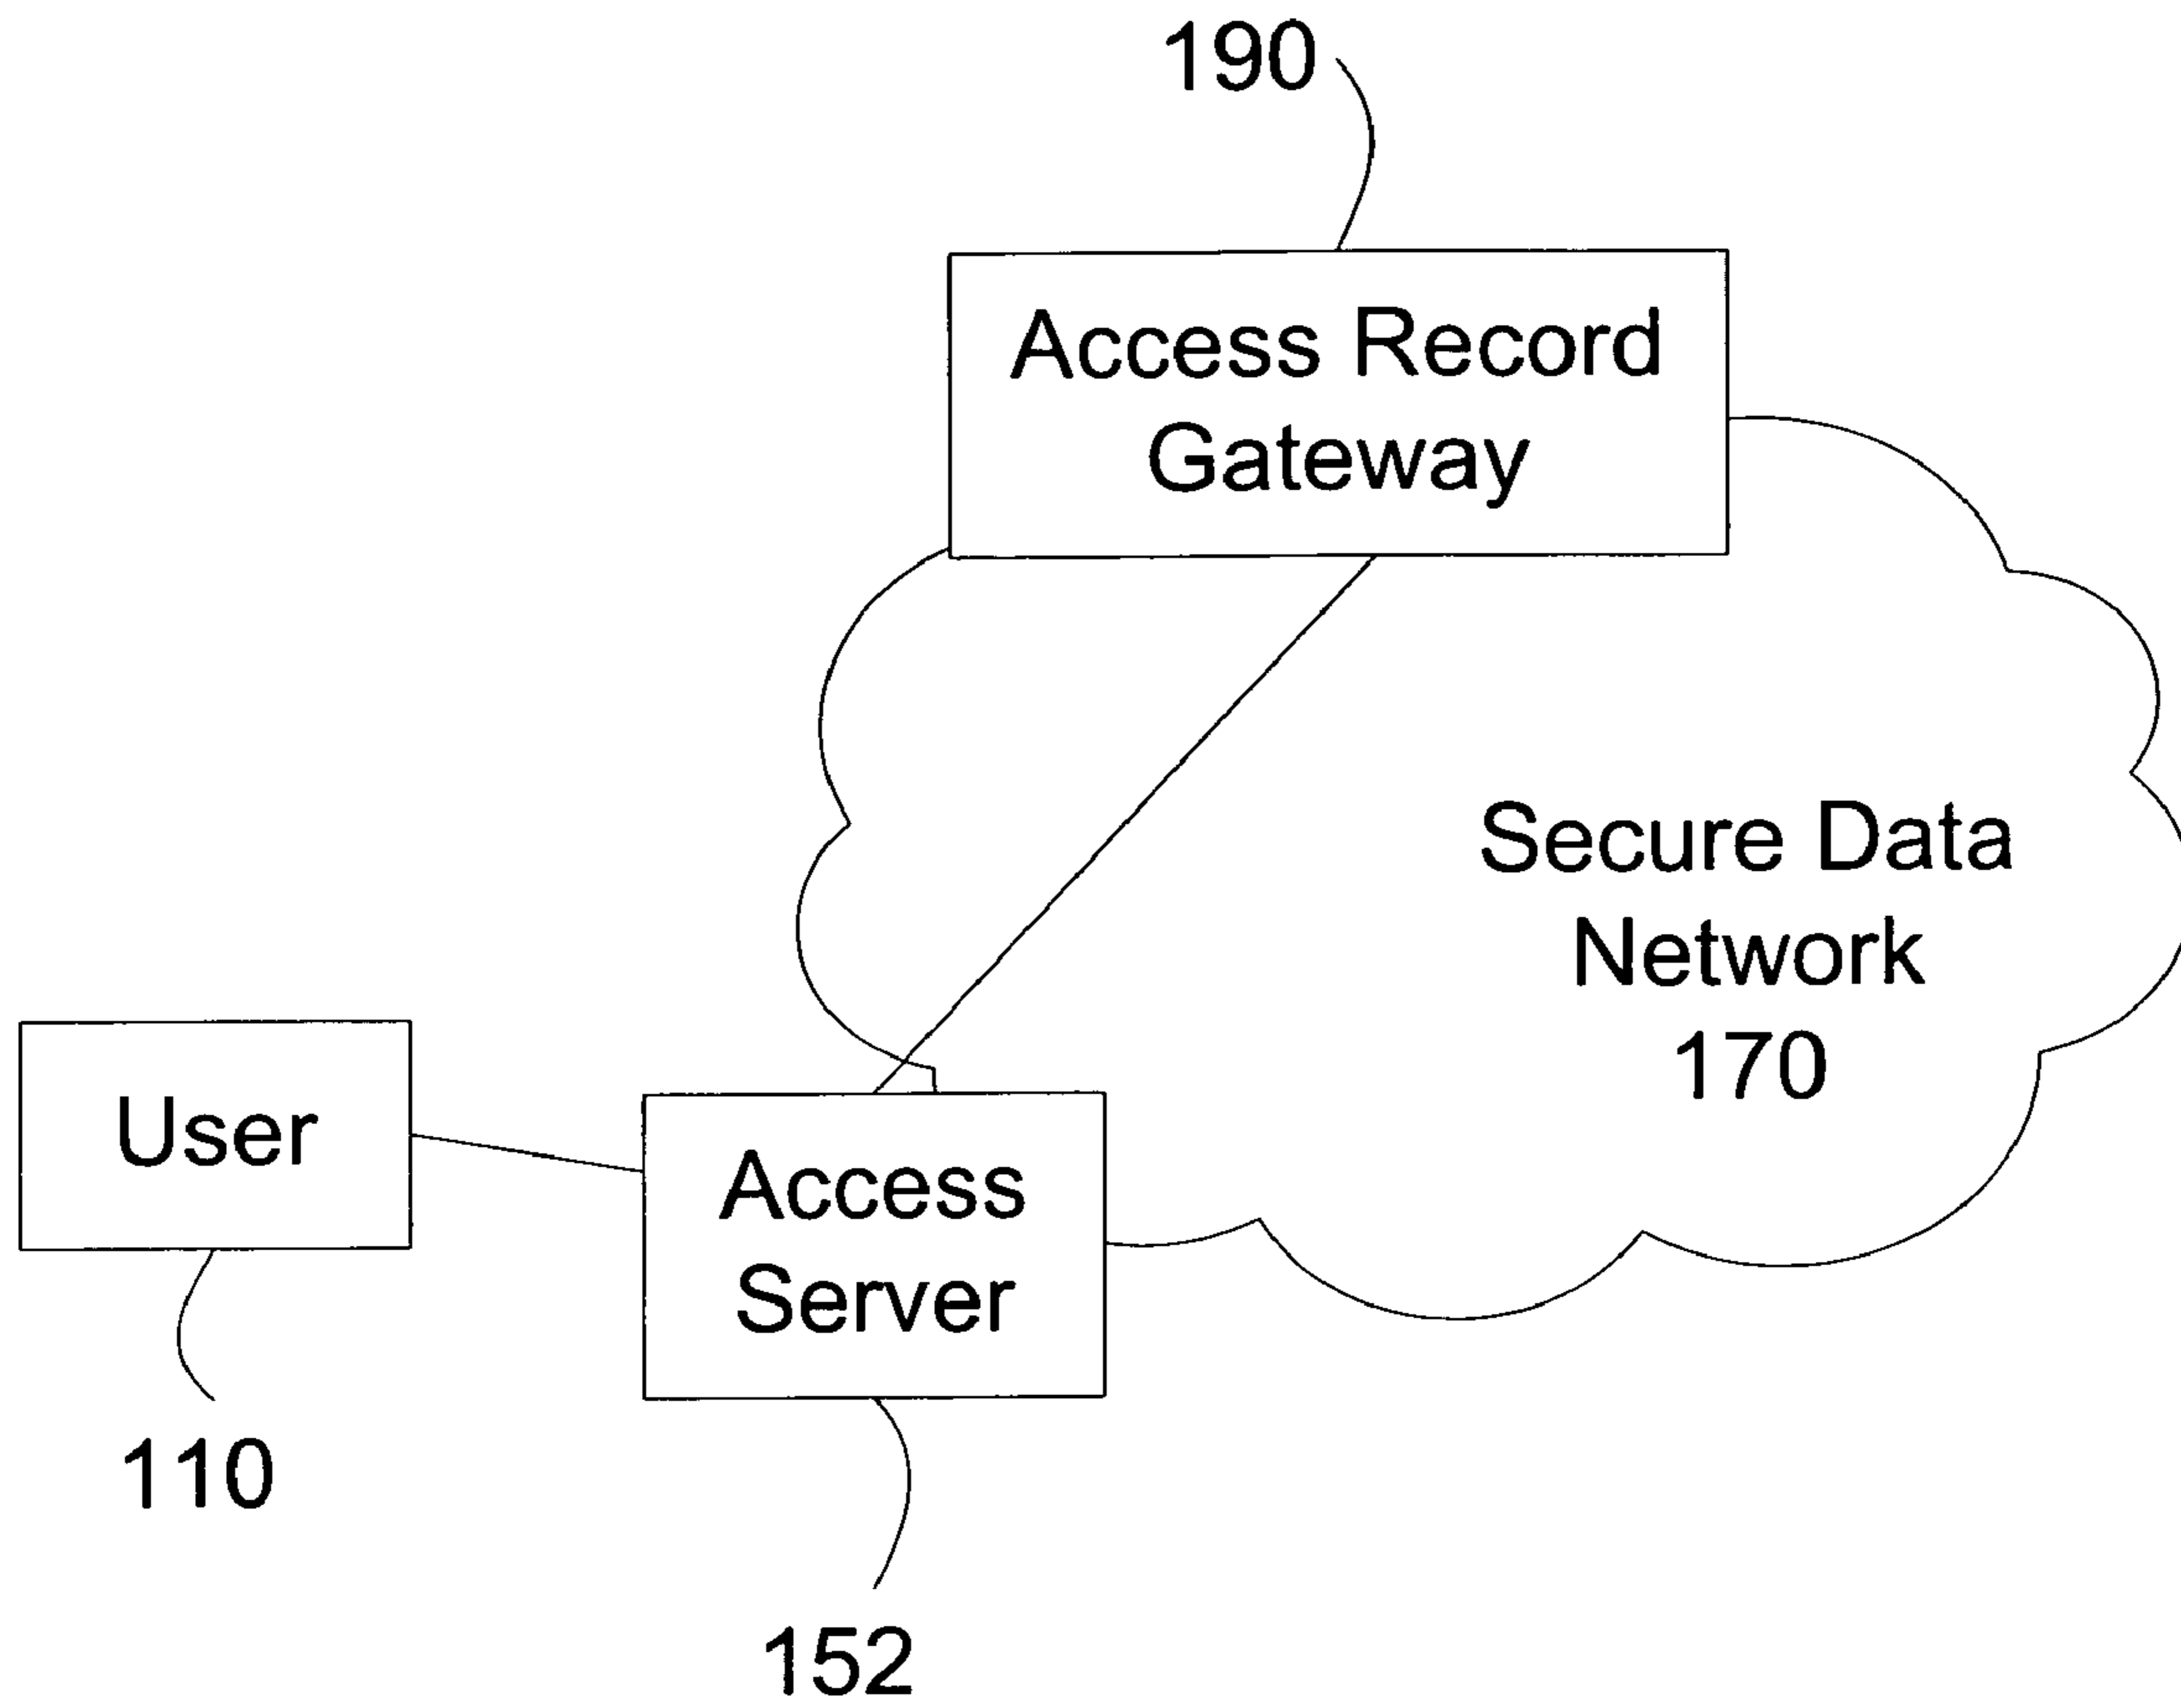 190
Access Record
Gateway
Secure Data
Network
170
User
Access
Server
110
152